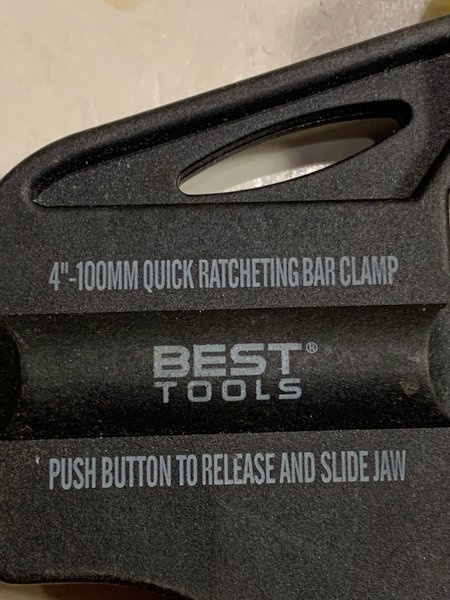 4"-100MM QUICK RATCHETING BAR CLAMP
BEST®
TOOLS
PUSH BUTTON TO RELEASE AND SLIDE JAW